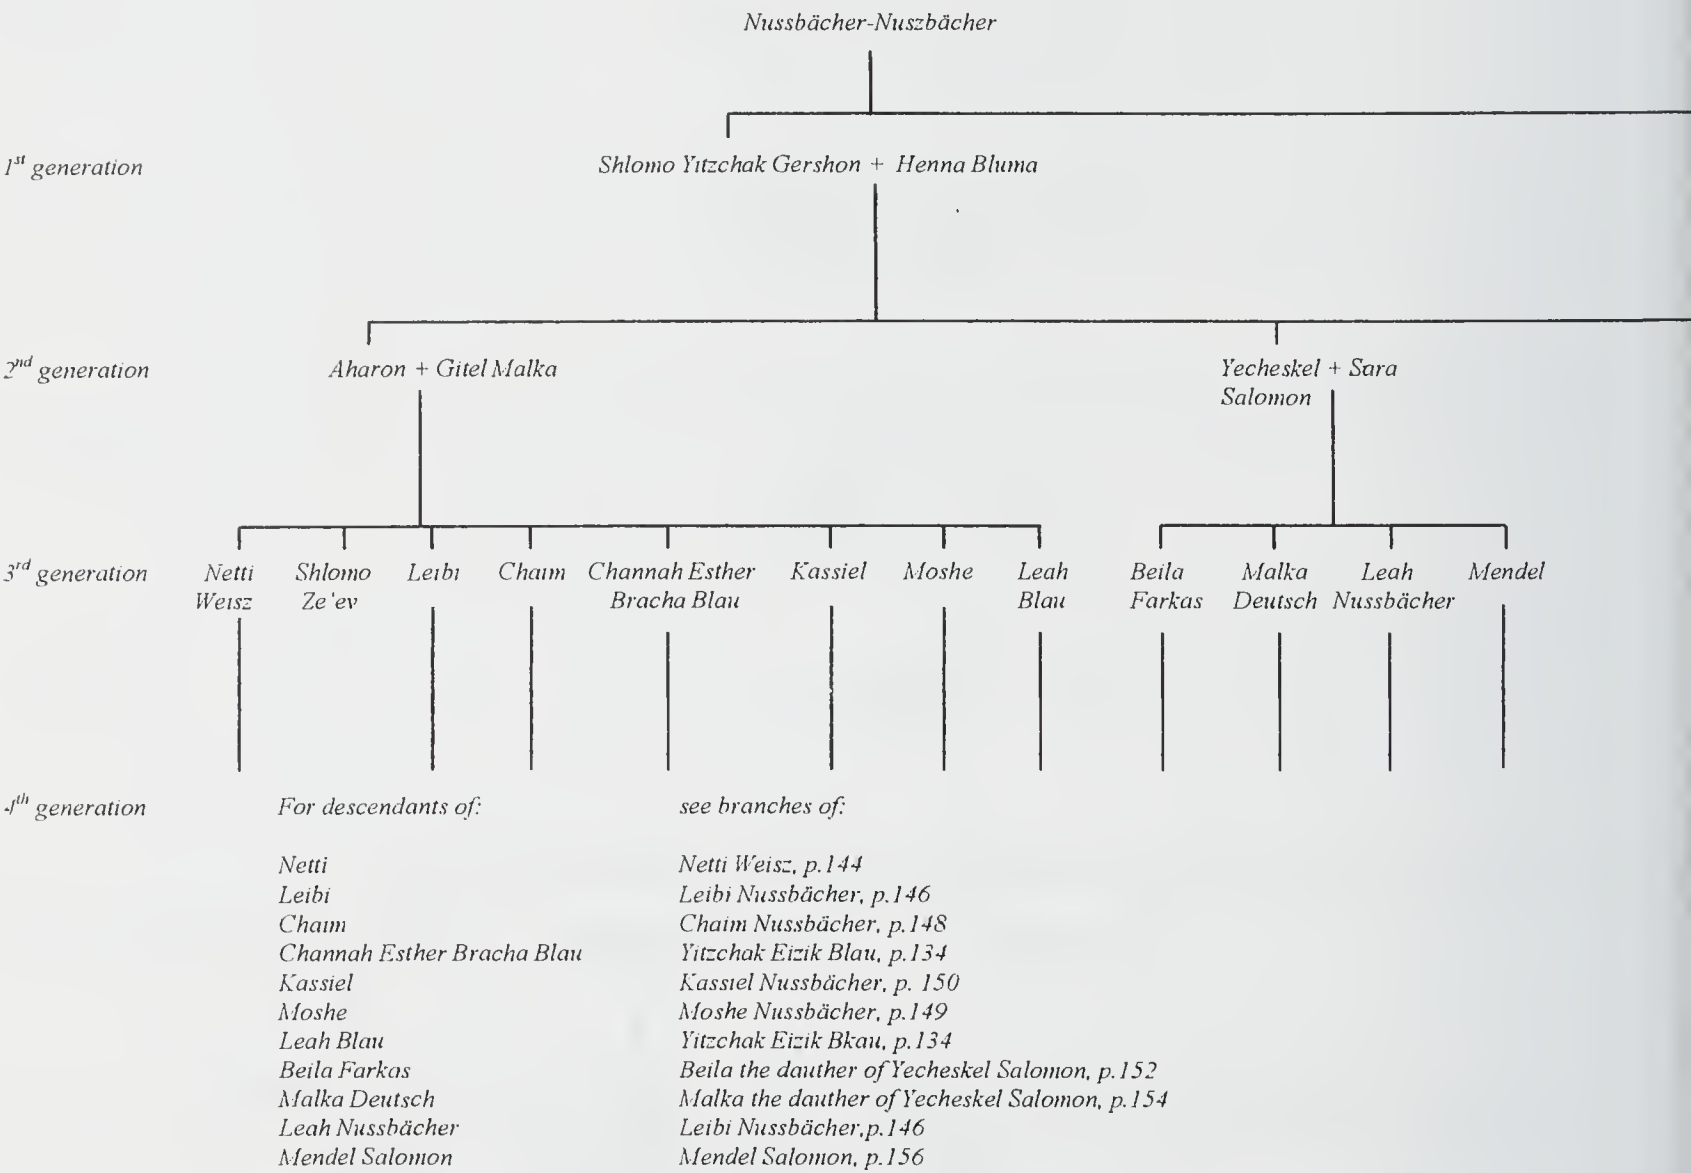 Nussbächer-Nuszbächer
1st generation
Shlomo Yitzchak Gershon + Henna Bluma
2nd generation
Aharon + Gitel Malka
Yecheskel + Sara
Salomon
3rd generation
Netti
Weisz
Shlomo
Ze'ev
Leibi
Chaim
Channah Esther
Bracha Blau
Kassiel
Moshe
Leah
Blau
Beila
Farkas
Malka
Deutsch
Leah
Nussbächer
Mendel
4th generation
For descendants of:
see branches of:
Netti
Netti Weisz, p.144
Leibi
Leibi Nussbächer, p.146
Chaim
Chaim Nussbächer, p.148
Channah Esther Bracha Blau
Yitzchak Eizik Blau, p.134
Kassiel
Kassiel Nussbächer, p. 150
Moshe
Moshe Nussbächer, p.149
Leah Blau
Yitzchak Eizik Bkau, p.134
Beila Farkas
Beila the dauther of Yecheskel Salomon, p.152
Malka Deutsch
Malka the dauther of Yecheskel Salomon, p.154
Leah Nussbächer
Leibi Nussbächer,p.146
Mendel Salomon
Mendel Salomon, p.156